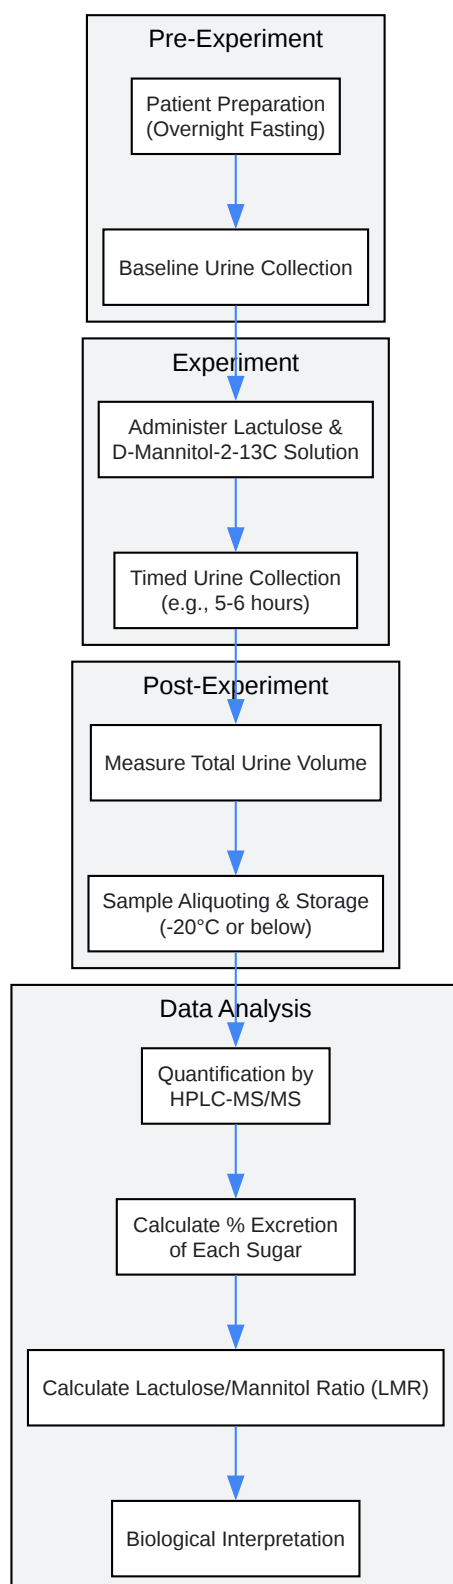 Pre-Experiment
Patient Preparation
(Overnight Fasting)
Baseline Urine Collection
Experiment
Administer Lactulose &
D-Mannitol-2-13C Solution
Timed Urine Collection
(e.g., 5-6 hours)
Post-Experiment
Measure Total Urine Volume
Sample Aliquoting & Storage
(-20°C or below)
Data Analysis
Quantification by
HPLC-MS/MS
Calculate % Excretion
of Each Sugar
Calculate Lactulose/Mannitol Ratio (LMR)
Biological Interpretation